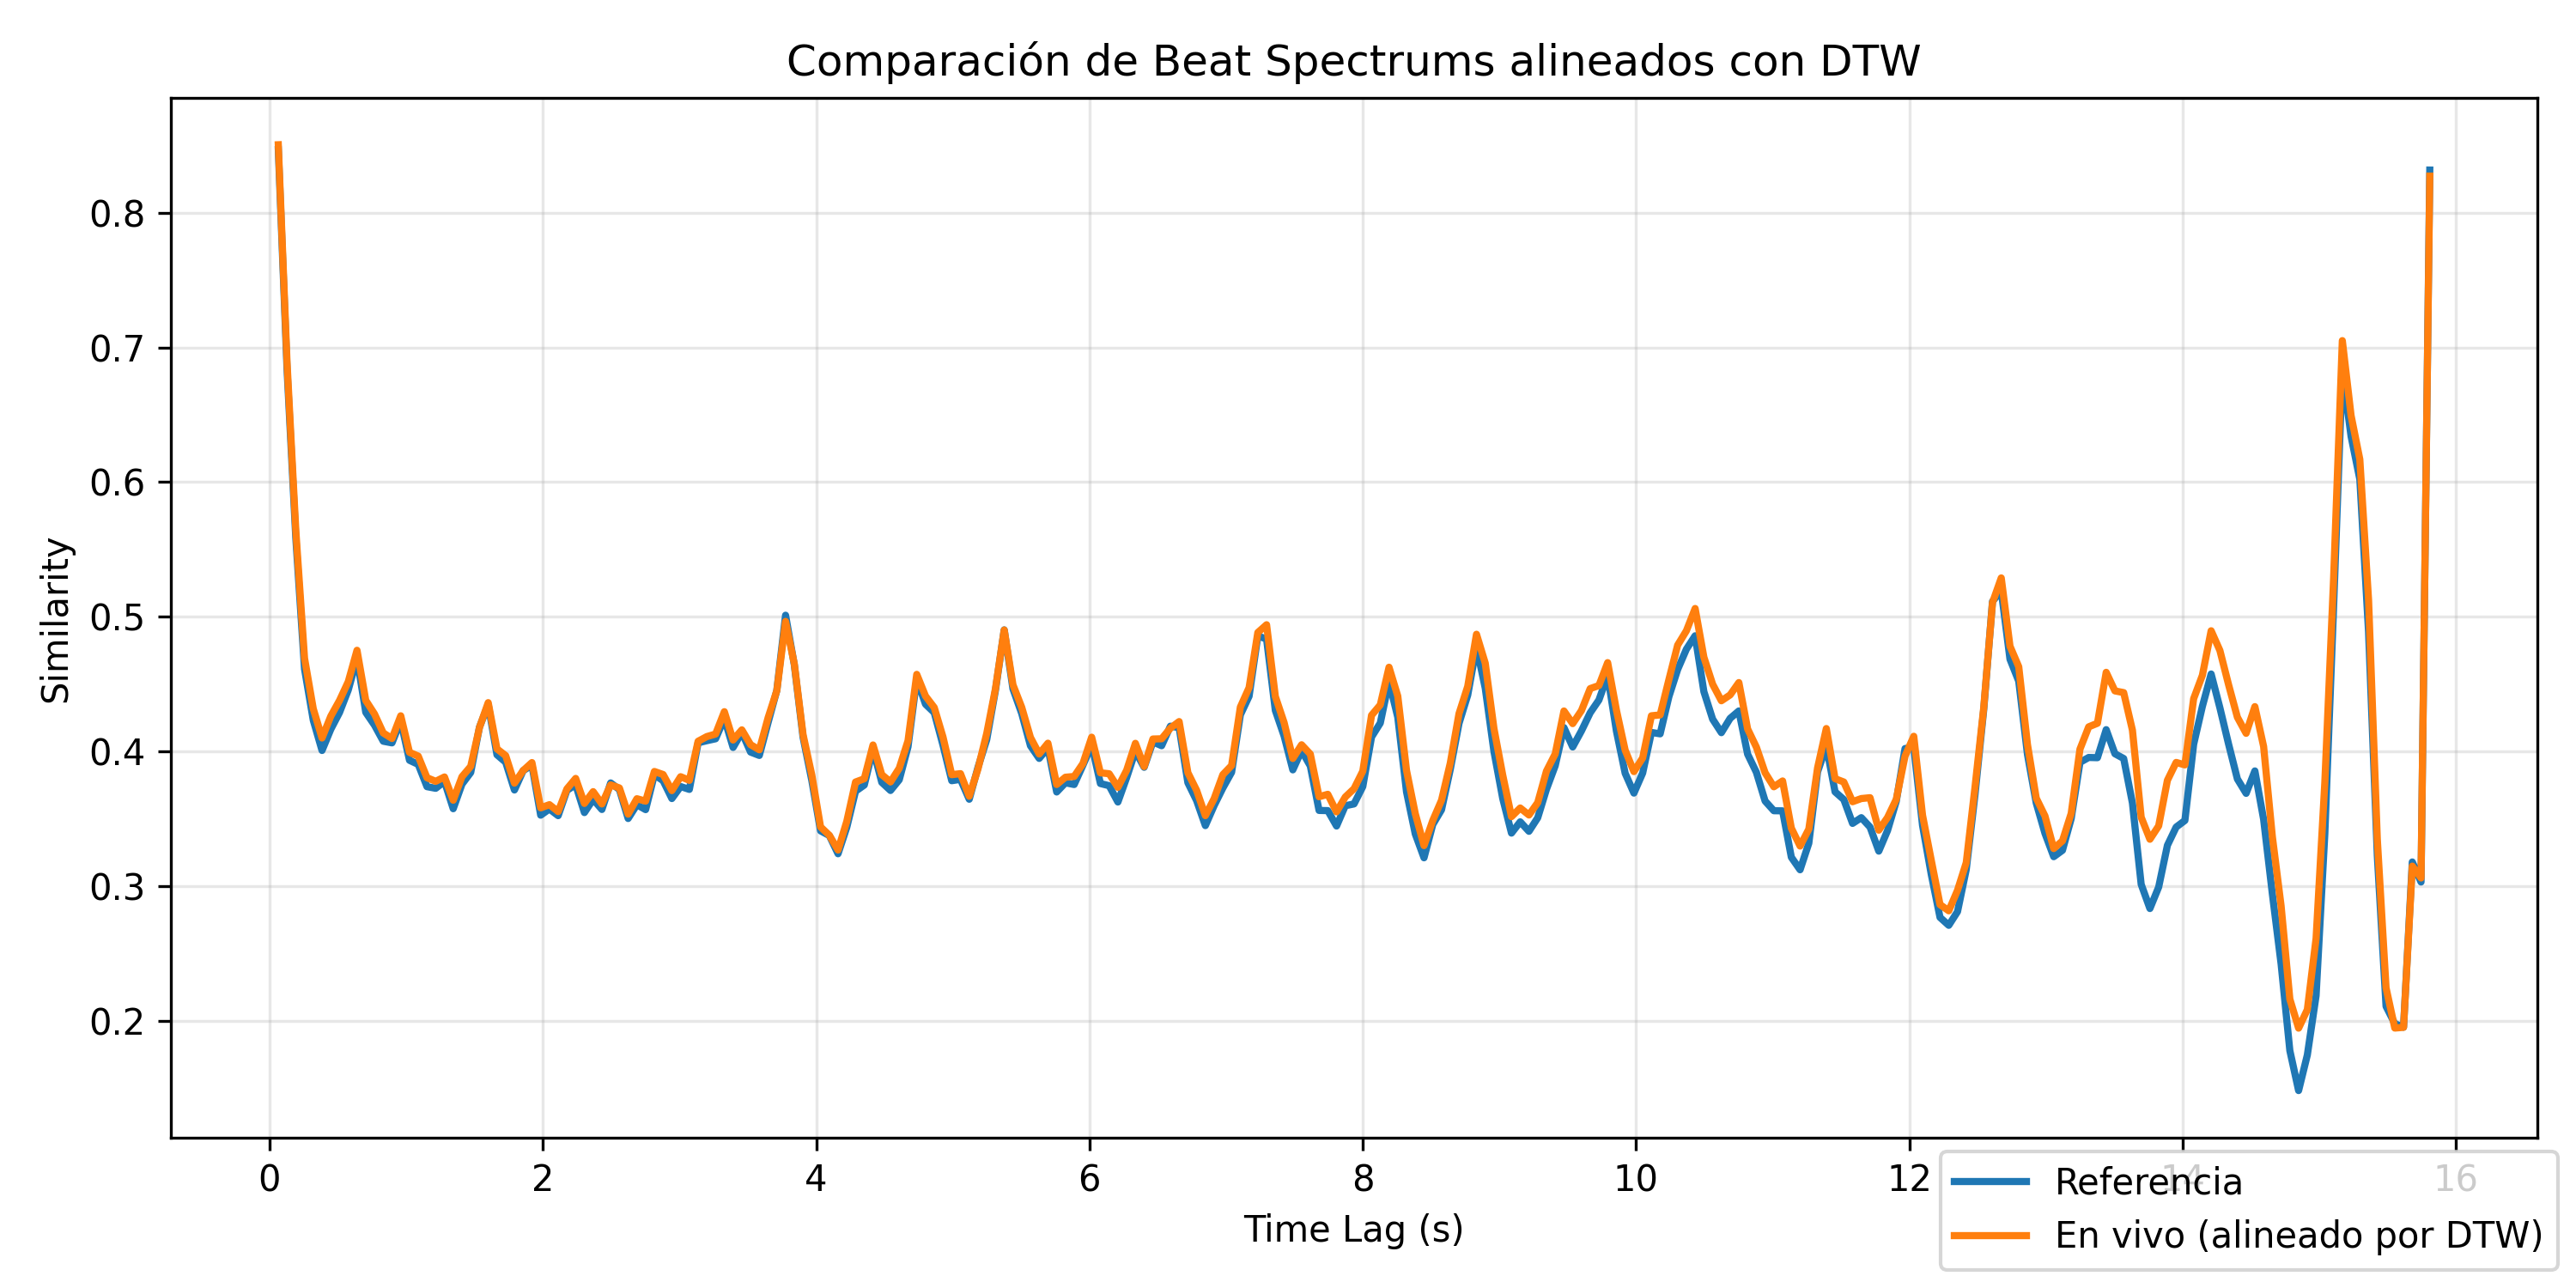 Comparación de Beat Spectrums alineados con DTW
0.8
0.7
0.6
0.5
0.4
0.3
0.2
Similarity
0 2 4 6 8 10 12 14 16
Time Lag (s)
Referencia
En vivo (alineado por DTW)